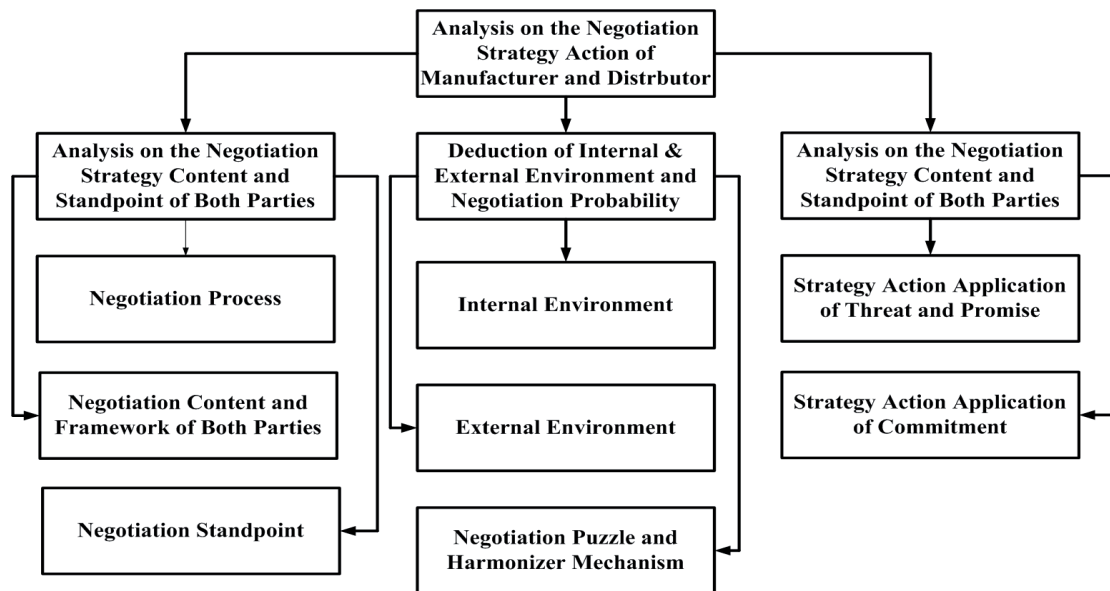 Analysis on the Negotiation
Strategy Action of
Manufacturer and Distrbutor
Analysis on the Negotiation
Strategy Content and
Standpoint of Both Parties
Deduction of Internal &
External Environment and
Negotiation Probability
Analysis on the Negotiation
Strategy Content and
Standpoint of Both Parties
Negotiation Process
Internal Environment
Strategy Action Application
of Threat and Promise
Negotiation Content and
Framework of Both Parties
External Environment
Strategy Action Application
of Commitment
Negotiation Standpoint
Negotiation Puzzle and
Harmonizer Mechanism